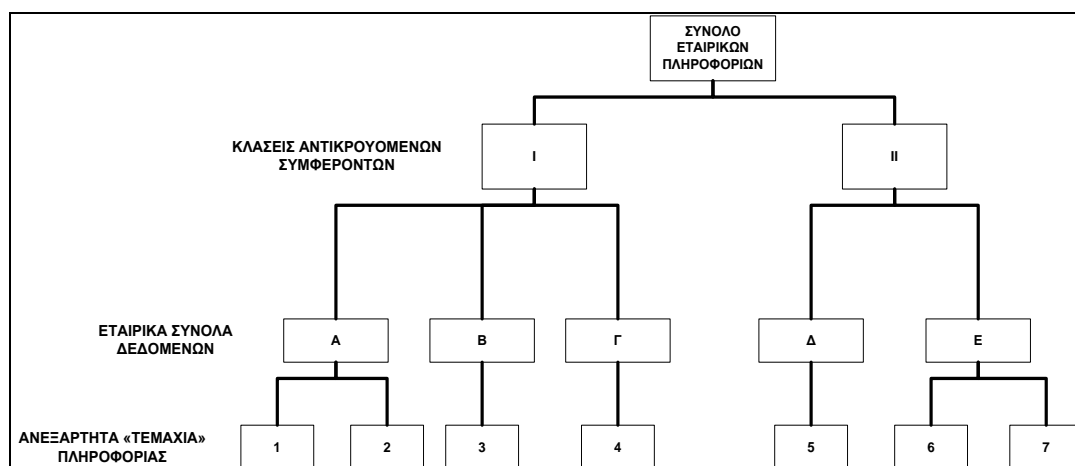 ΣΥΝΟΛΟ
ΕΤΑΙΡΙΚΩΝ
ΠΛΗΡΟΦΟΡΙΩΝ
ΚΛΑΣΕΙΣ ΑΝΤΙΚΡΟΥΟΜΕΝΩΝ
ΣΥΜΦΕΡΟΝΤΩΝ
Ι
ΙΙ
ΕΤΑΙΡΙΚΑ ΣΥΝΟΛΑ
ΔΕΔΟΜΕΝΩΝ
Α
Β
Γ
Δ
Ε
ΑΝΕΞΑΡΤΗΤΑ «ΤΕΜΑΧΙΑ»
ΠΛΗΡΟΦΟΡΙΑΣ
1
2
3
4
5
6
7